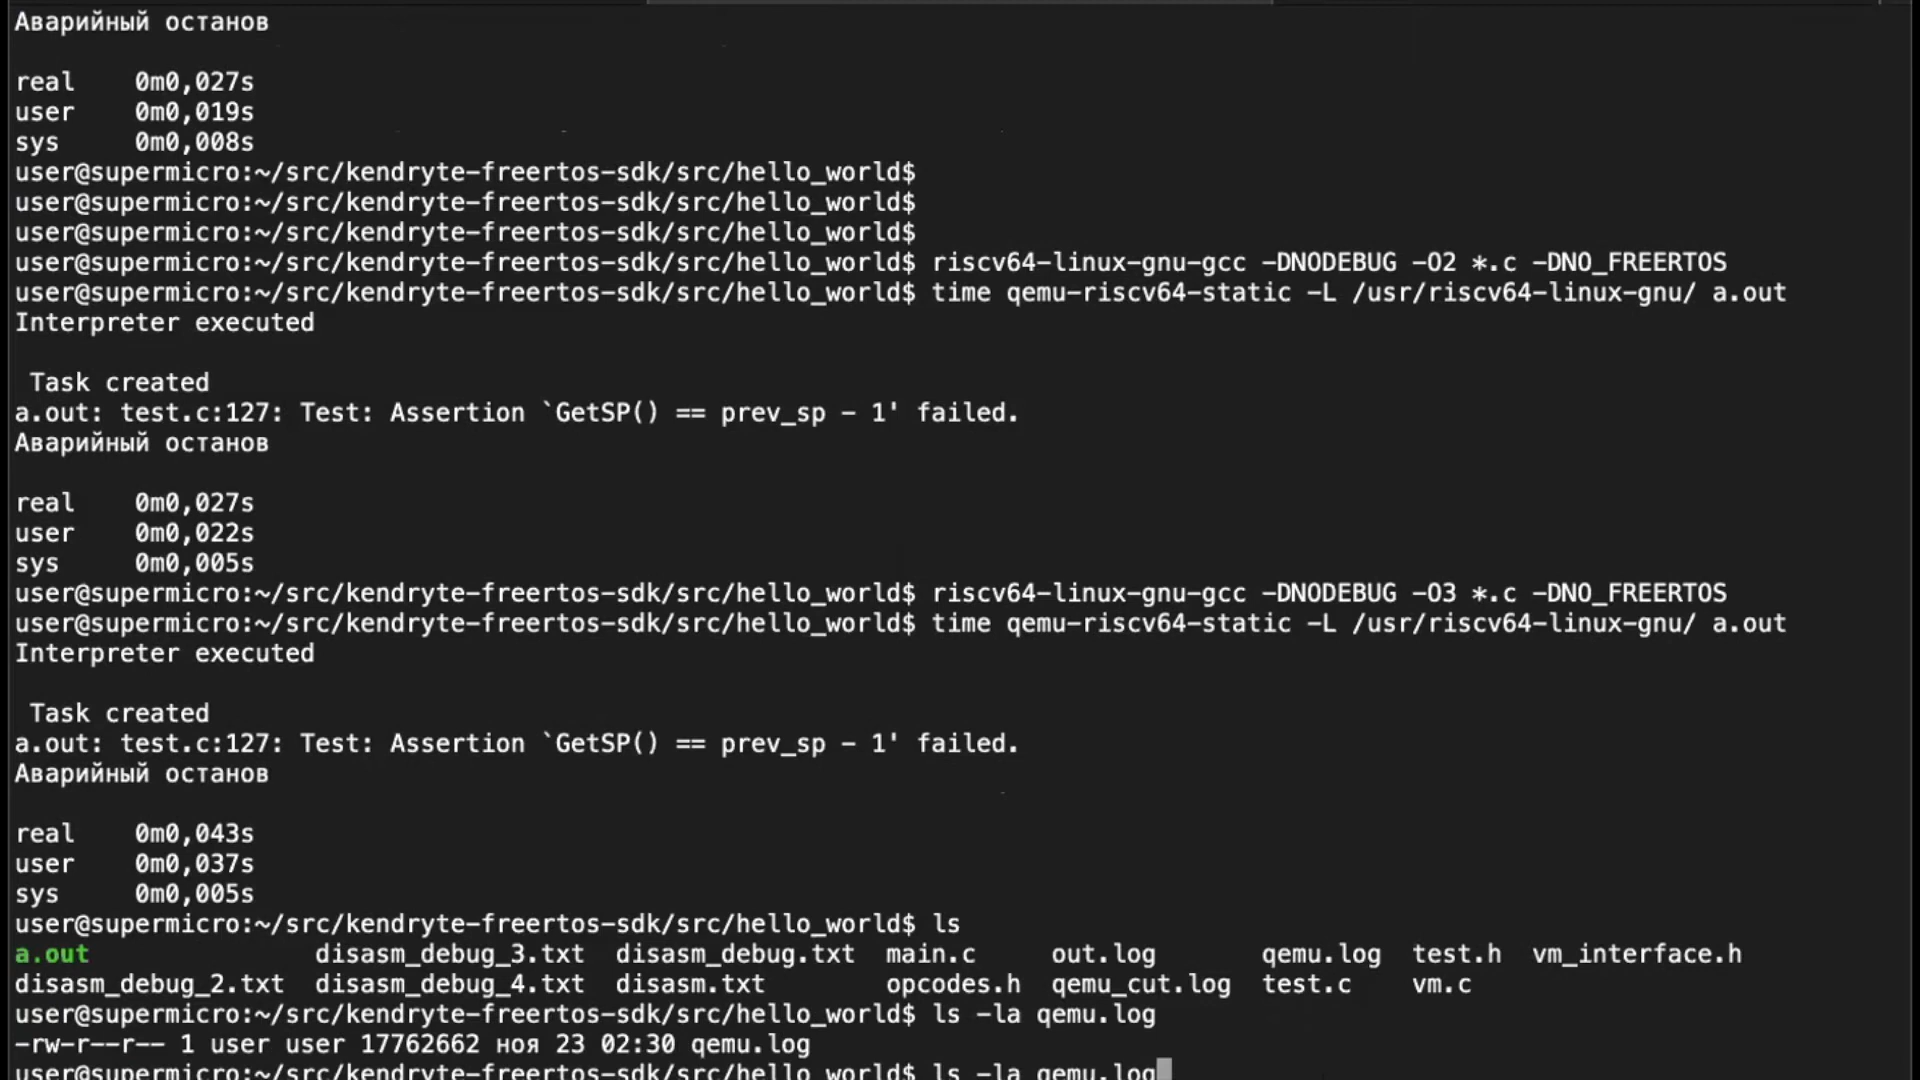 Аварийный останов
real    0m0,027s
user    0m0,019s
sys     0m0,008s
user@supermicro:~/src/kendryte-freertos-sdk/src/hello_world$
user@supermicro:~/src/kendryte-freertos-sdk/src/hello_world$
user@supermicro:~/src/kendryte-freertos-sdk/src/hello_world$
user@supermicro:~/src/kendryte-freertos-sdk/src/hello_world$ riscv64-linux-gnu-gcc -DNODEBUG -O2 *.c -DNO_FREERTOS
user@supermicro:~/src/kendryte-freertos-sdk/src/hello_world$ time qemu-riscv64-static -L /usr/riscv64-linux-gnu/ a.out
Interpreter executed
 Task created
a.out: test.c:127: Test: Assertion `GetSP() == prev_sp - 1' failed.
Аварийный останов
real    0m0,027s
user    0m0,022s
sys     0m0,005s
user@supermicro:~/src/kendryte-freertos-sdk/src/hello_world$ riscv64-linux-gnu-gcc -DNODEBUG -O3 *.c -DNO_FREERTOS
user@supermicro:~/src/kendryte-freertos-sdk/src/hello_world$ time qemu-riscv64-static -L /usr/riscv64-linux-gnu/ a.out
Interpreter executed
 Task created
a.out: test.c:127: Test: Assertion `GetSP() == prev_sp - 1' failed.
Аварийный останов
real    0m0,043s
user    0m0,037s
sys     0m0,005s
user@supermicro:~/src/kendryte-freertos-sdk/src/hello_world$ ls
a.out               disasm_debug_3.txt  disasm_debug.txt  main.c     out.log       qemu.log  test.h  vm_interface.h
disasm_debug_2.txt  disasm_debug_4.txt  disasm.txt        opcodes.h  qemu_cut.log  test.c    vm.c
user@supermicro:~/src/kendryte-freertos-sdk/src/hello_world$ ls -la qemu.log
-rw-r--r-- 1 user user 17762662 ноя 23 02:30 qemu.log
user@supermicro:~/src/kendryte-freertos-sdk/src/hello_world$ ls -la qemu.log